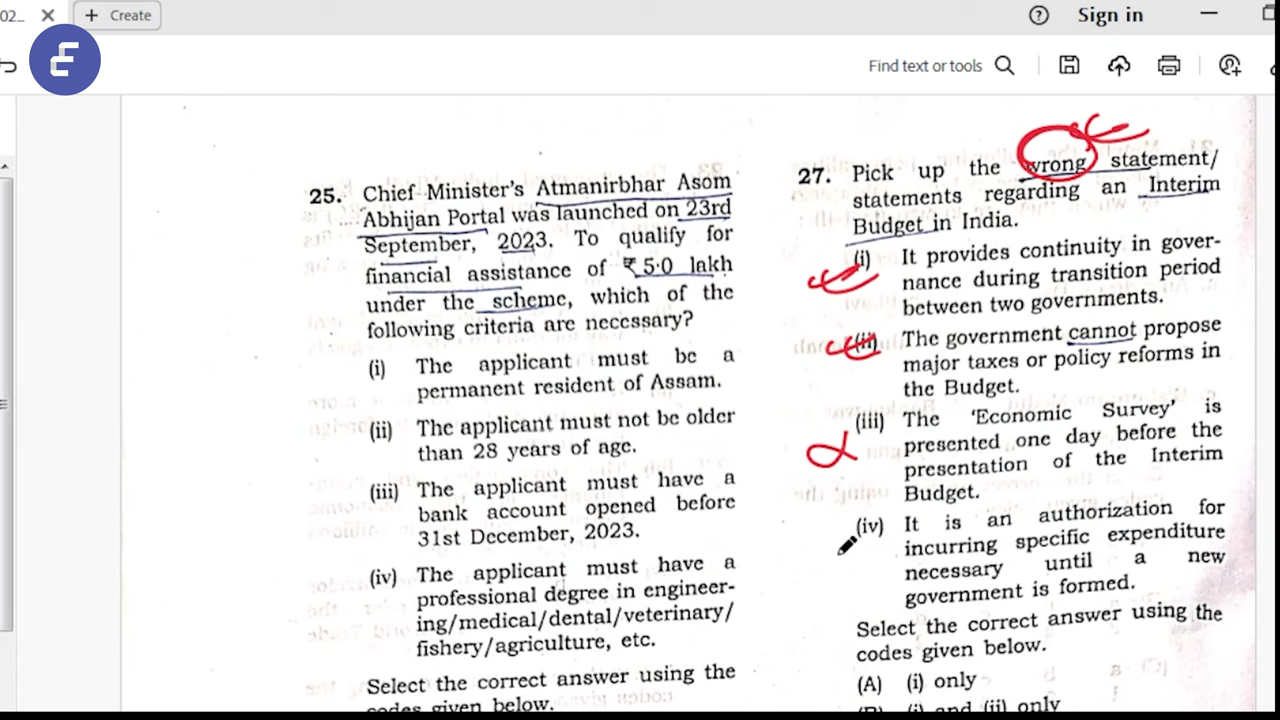 02...
+ Create
Sign in
Find text or tools
25. Chief Minister's Atmanirbhar Asom
Abhijan Portal was launched on 23rd
September, 2023. To qualify for
financial assistance of ₹ 5·0 lakh
under the scheme, which of the
following criteria are necessary?
(i) The applicant must be a
permanent resident of Assam.
(ii) The applicant must not be older
than 28 years of age.
(iii) The applicant must have a
bank account opened before
31st December, 2023.
(iv) The applicant must have a
professional degree in engineer-
ing/medical/dental/veterinary/
fishery/agriculture, etc.
Select the correct answer using the
codes given below.
27. Pick up the wrong statement/
statements regarding an Interim
Budget in India.
(i) It provides continuity in gover-
nance during transition period
between two governments.
(ii) The government cannot propose
major taxes or policy reforms in
the Budget.
(iii) The 'Economic Survey' is
presented one day before the
presentation of the Interim
Budget.
(iv) It is an authorization for
incurring specific expenditure
necessary until a new
government is formed.
Select the correct answer using the
codes given below.
(A) (i) only
(B) (i) and (ii) only